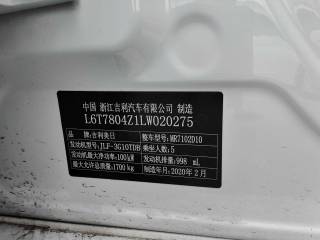 中国 浙江吉利汽车有限公司 制造
L6T7804Z1LW020275
品牌:吉利美日 整车型号:MR7102D10
发动机型号:JLF-3G10TDB 乘坐人数:5
发动机最大净功率:100kW 发动机排量:998 mL
最大允许总质量:1700kg 制造年月:2020年2月